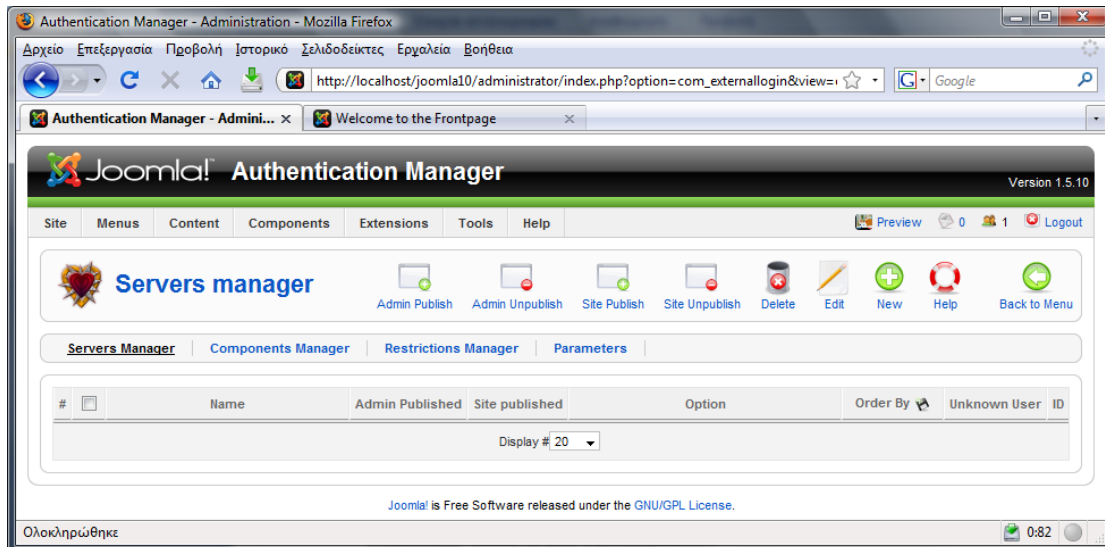 Authentication Manager - Administration - Mozilla Firefox
Αρχείο Επεξεργασία Προβολή Ιστορικό Σελιδοδείκτες Εργαλεία Βοήθεια
http://localhost/joomla10/administrator/index.php?option=com_externallogin&view= G Google
Authentication Manager - Admini... Welcome to the Frontpage
Joomla! Authentication Manager
Version 1.5.10
Site Menus Content Components Extensions Tools Help Preview 0 1 Logout
Servers manager
Admin Publish Admin Unpublish Site Publish Site Unpublish Delete Edit New Help Back to Menu
Servers Manager Components Manager Restrictions Manager Parameters
# Name Admin Published Site published Option Order By Unknown User ID
Display # 20
Joomla! is Free Software released under the GNU/GPL License.
Ολοκληρώθηκε 0:82